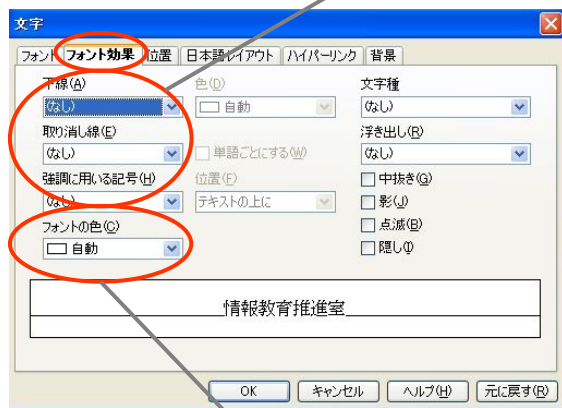 文字
フォント フォント効果 位置 日本語レイアウト ハイパーリンク 背景
下線(A) 色(D) 文字種
(なし) 自動 (なし)
取り消し線(E) 浮き出し(R)
(なし) 単語ごとにする(W) (なし)
強調に用いる記号(H) 位置(F) 中抜き(G)
(なし) テキストの上に 影(J)
フォントの色(C) 点滅(B)
自動 隠し(I)
情報教育推進室
OK キャンセル ヘルプ(H) 元に戻す(R)